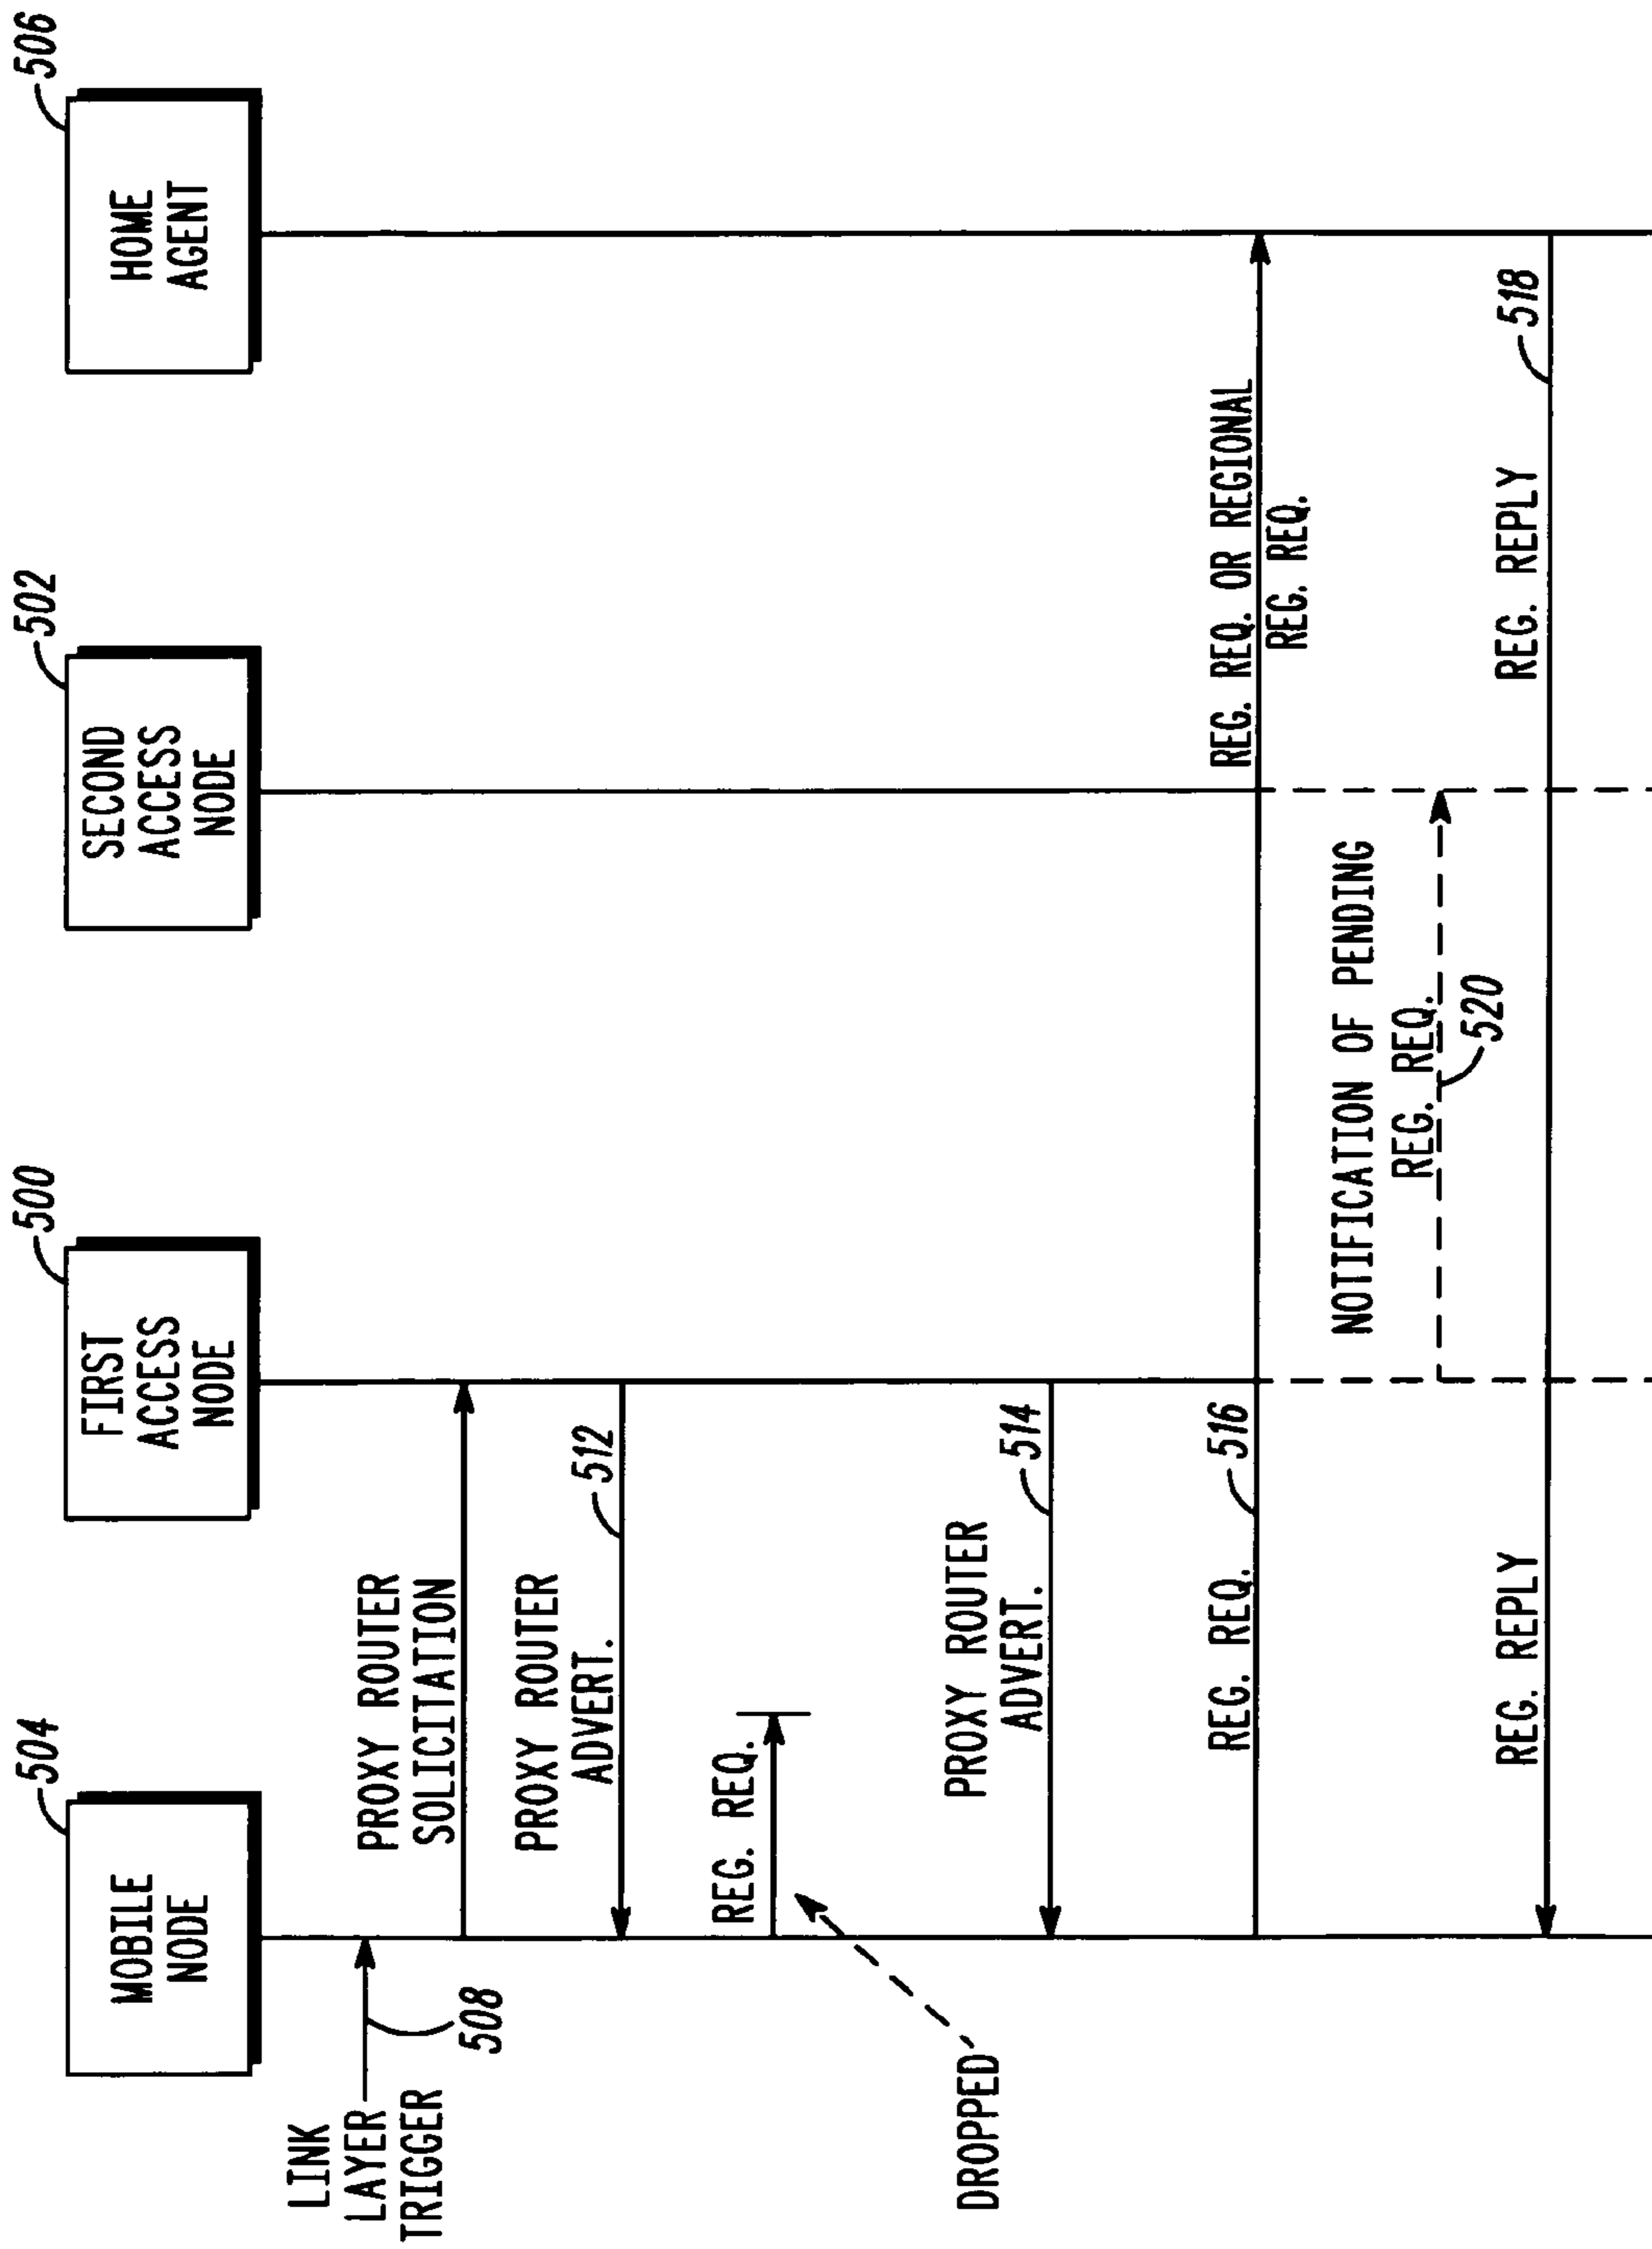 504
MOBILE
NODE
500
FIRST
ACCESS
NODE
502
SECOND
ACCESS
NODE
506
HOME
AGENT
LINK
LAYER
TRIGGER
508
PROXY ROUTER
SOLICITATION
PROXY ROUTER
ADVERT.
512
REG. REQ.
DROPPED
PROXY ROUTER
ADVERT.
514
REG. REQ.
516
REG. REQ. OR REGIONAL
REG. REQ.
NOTIFICATION OF PENDING
REG. REQ.
520
REG. REPLY
REG. REPLY
518